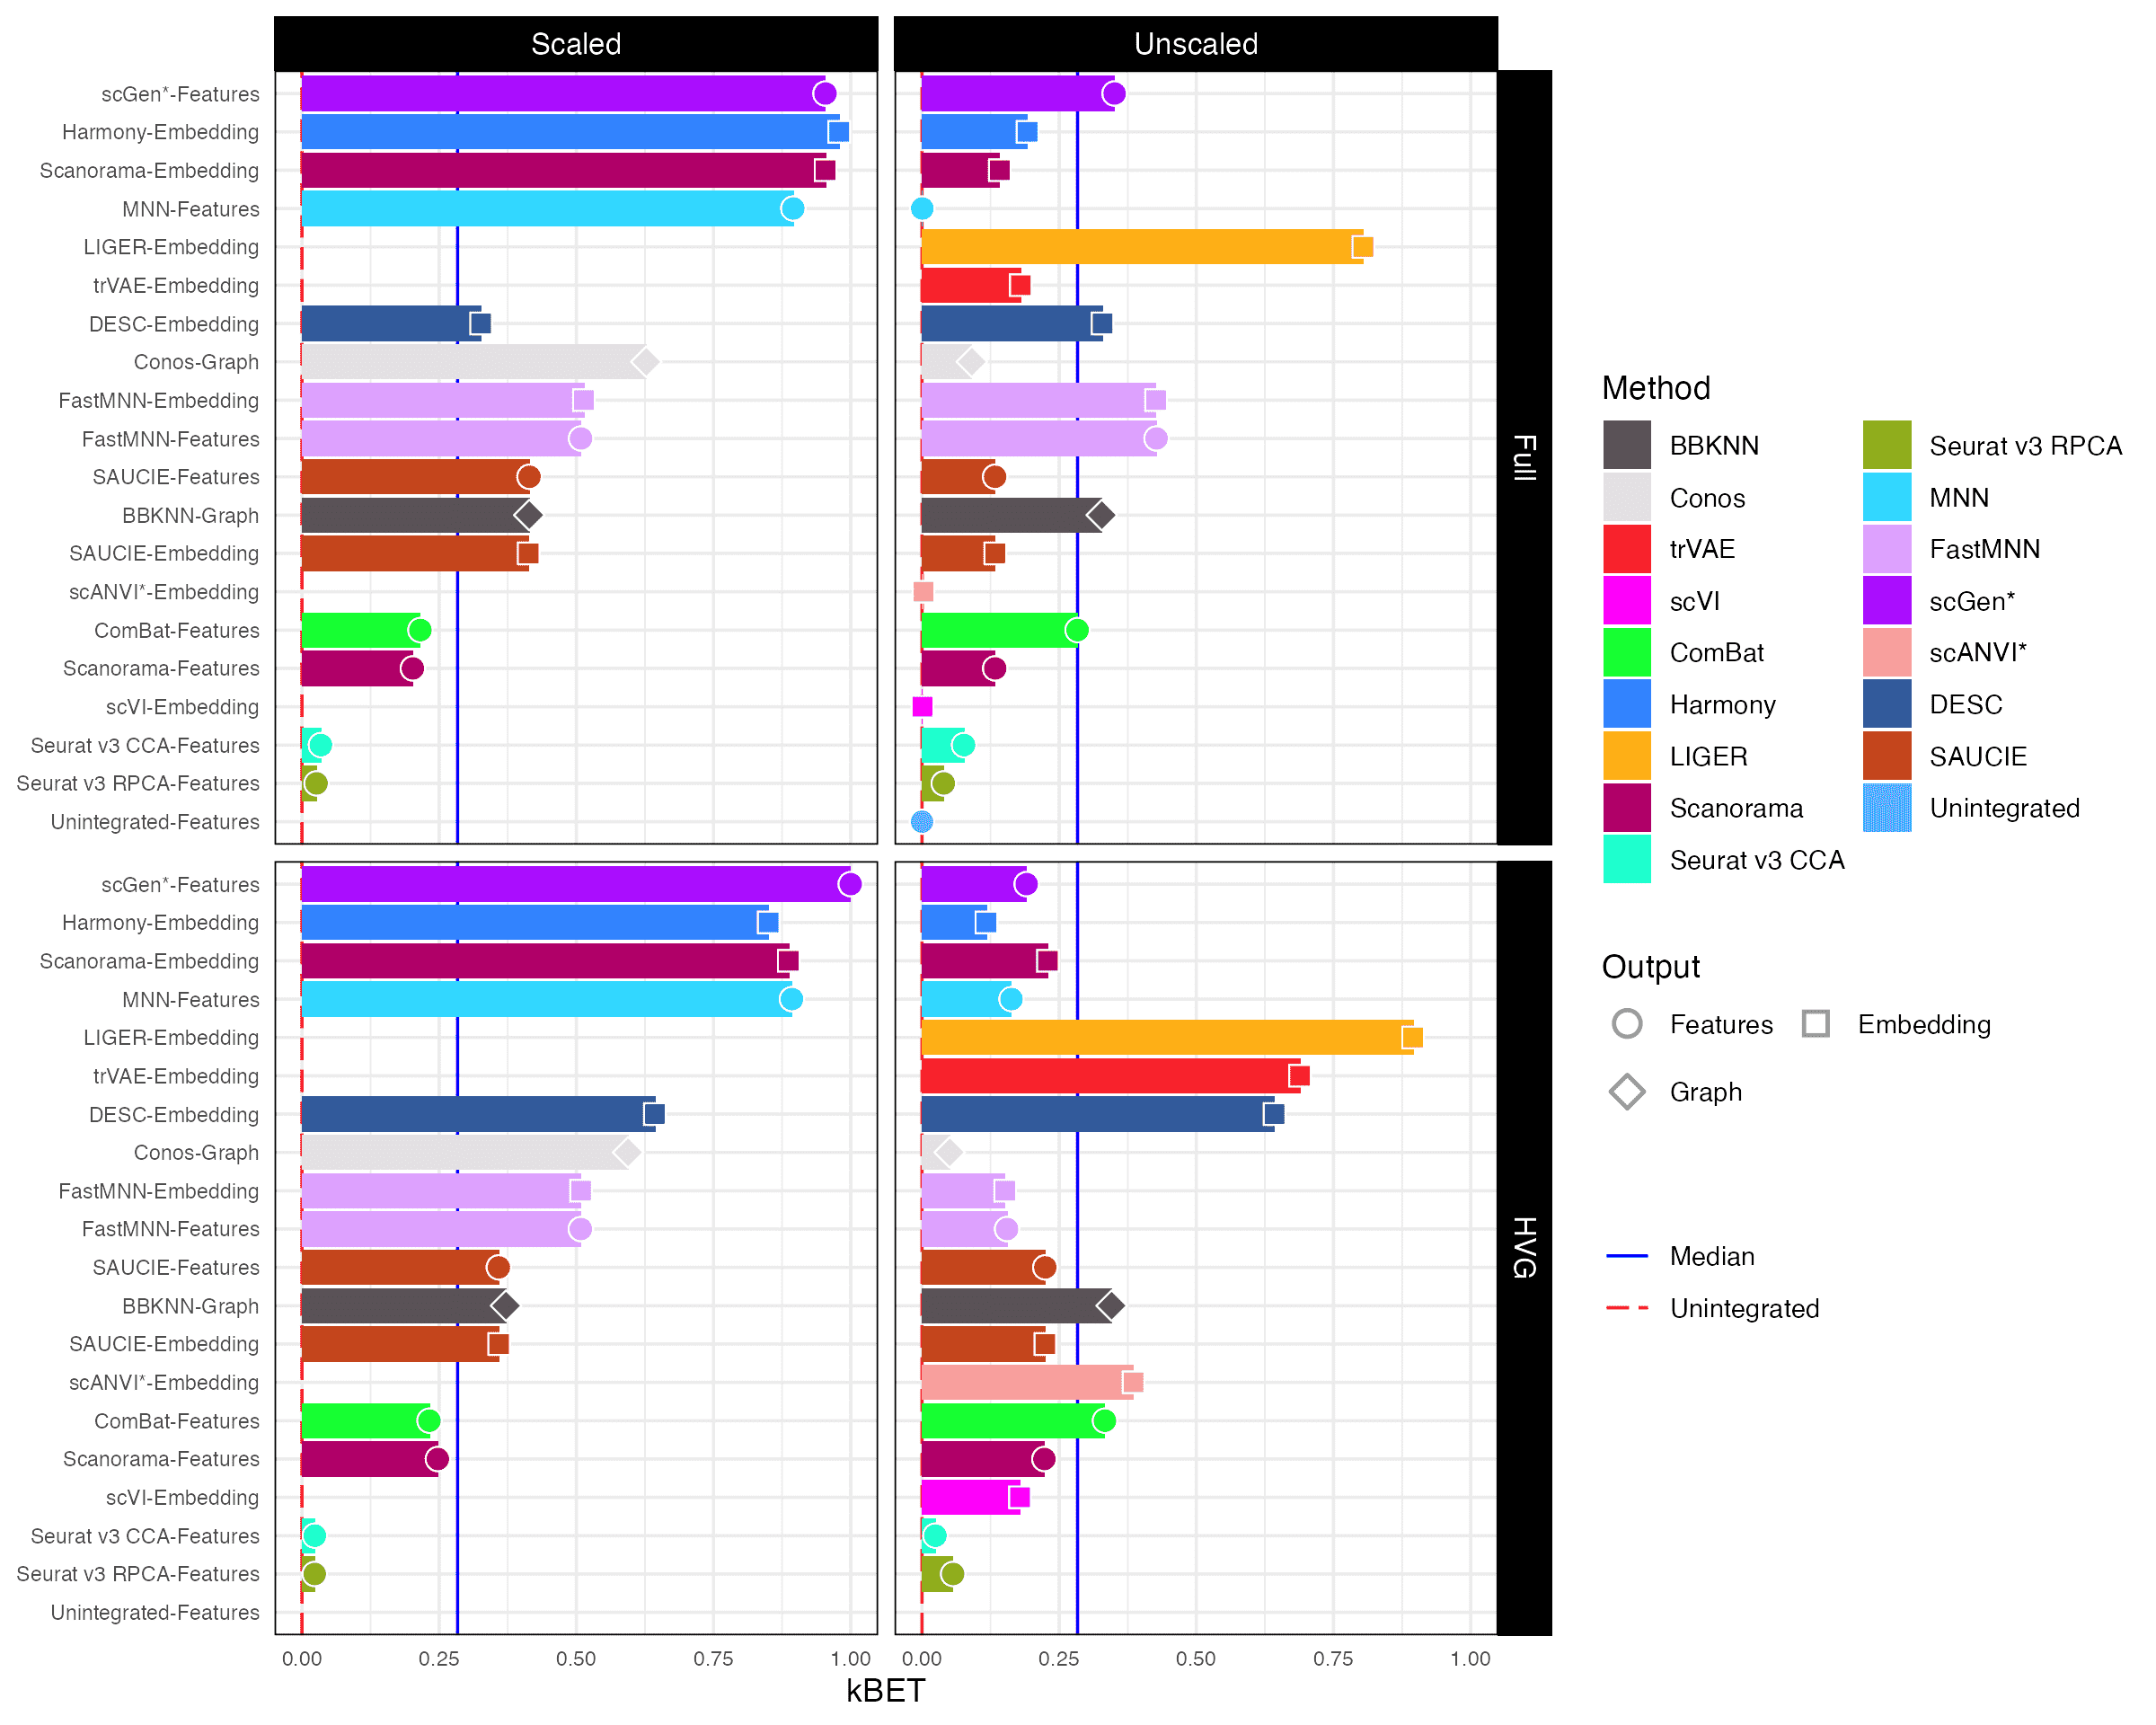 Scaled
Unscaled
scGen*-Features
Harmony-Embedding
Scanorama-Embedding
MNN-Features
LIGER-Embedding
trVAE-Embedding
DESC-Embedding
Conos-Graph
FastMNN-Embedding
FastMNN-Features
SAUCIE-Features
BBKNN-Graph
SAUCIE-Embedding
scANVI*-Embedding
ComBat-Features
Scanorama-Features
scVI-Embedding
Seurat v3 CCA-Features
Seurat v3 RPCA-Features
Unintegrated-Features
Full
scGen*-Features
Harmony-Embedding
Scanorama-Embedding
MNN-Features
LIGER-Embedding
trVAE-Embedding
DESC-Embedding
Conos-Graph
FastMNN-Embedding
FastMNN-Features
SAUCIE-Features
BBKNN-Graph
SAUCIE-Embedding
scANVI*-Embedding
ComBat-Features
Scanorama-Features
scVI-Embedding
Seurat v3 CCA-Features
Seurat v3 RPCA-Features
Unintegrated-Features
HVG
0.00 0.25 0.50 0.75 1.00
0.00 0.25 0.50 0.75 1.00
kBET
Method
BBKNN
Conos
trVAE
scVI
ComBat
Harmony
LIGER
Scanorama
Seurat v3 CCA
Seurat v3 RPCA
MNN
FastMNN
scGen*
scANVI*
DESC
SAUCIE
Unintegrated
Output
Features
Embedding
Graph
Median
Unintegrated